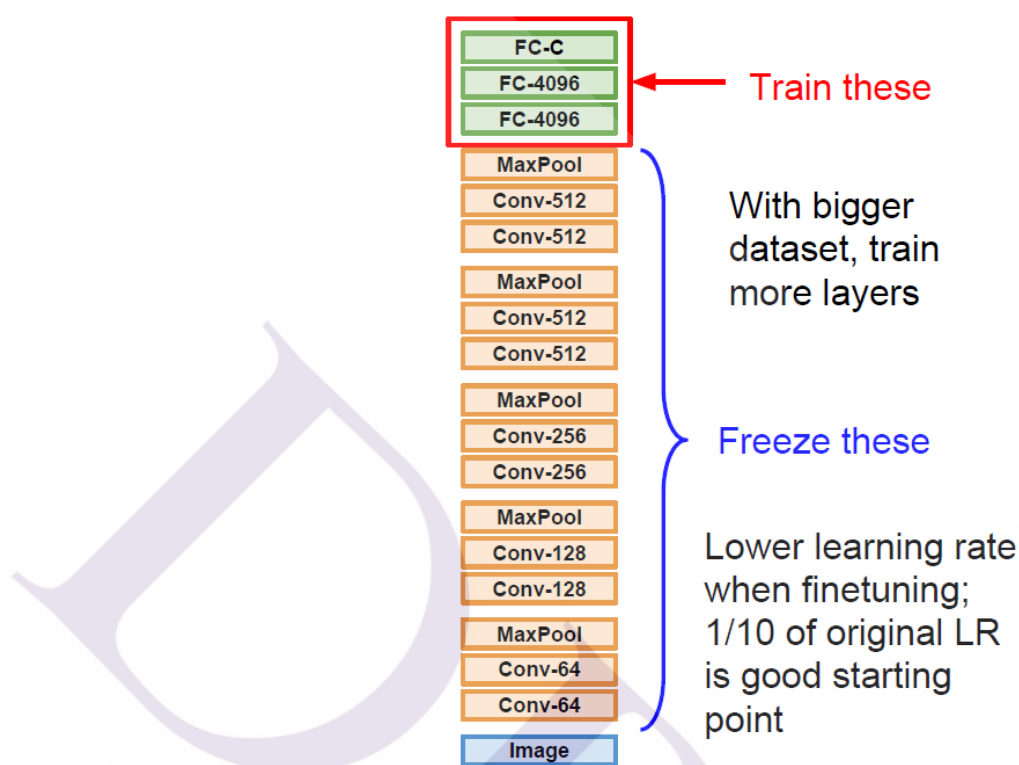 FC-C
FC-4096
FC-4096
Train these
MaxPool
Conv-512
Conv-512
With bigger
dataset, train
more layers
MaxPool
Conv-512
Conv-512
MaxPool
Conv-256
Conv-256
Freeze these
MaxPool
Conv-128
Conv-128
Lower learning rate
when finetuning;
1/10 of original LR
is good starting
point
MaxPool
Conv-64
Conv-64
Image